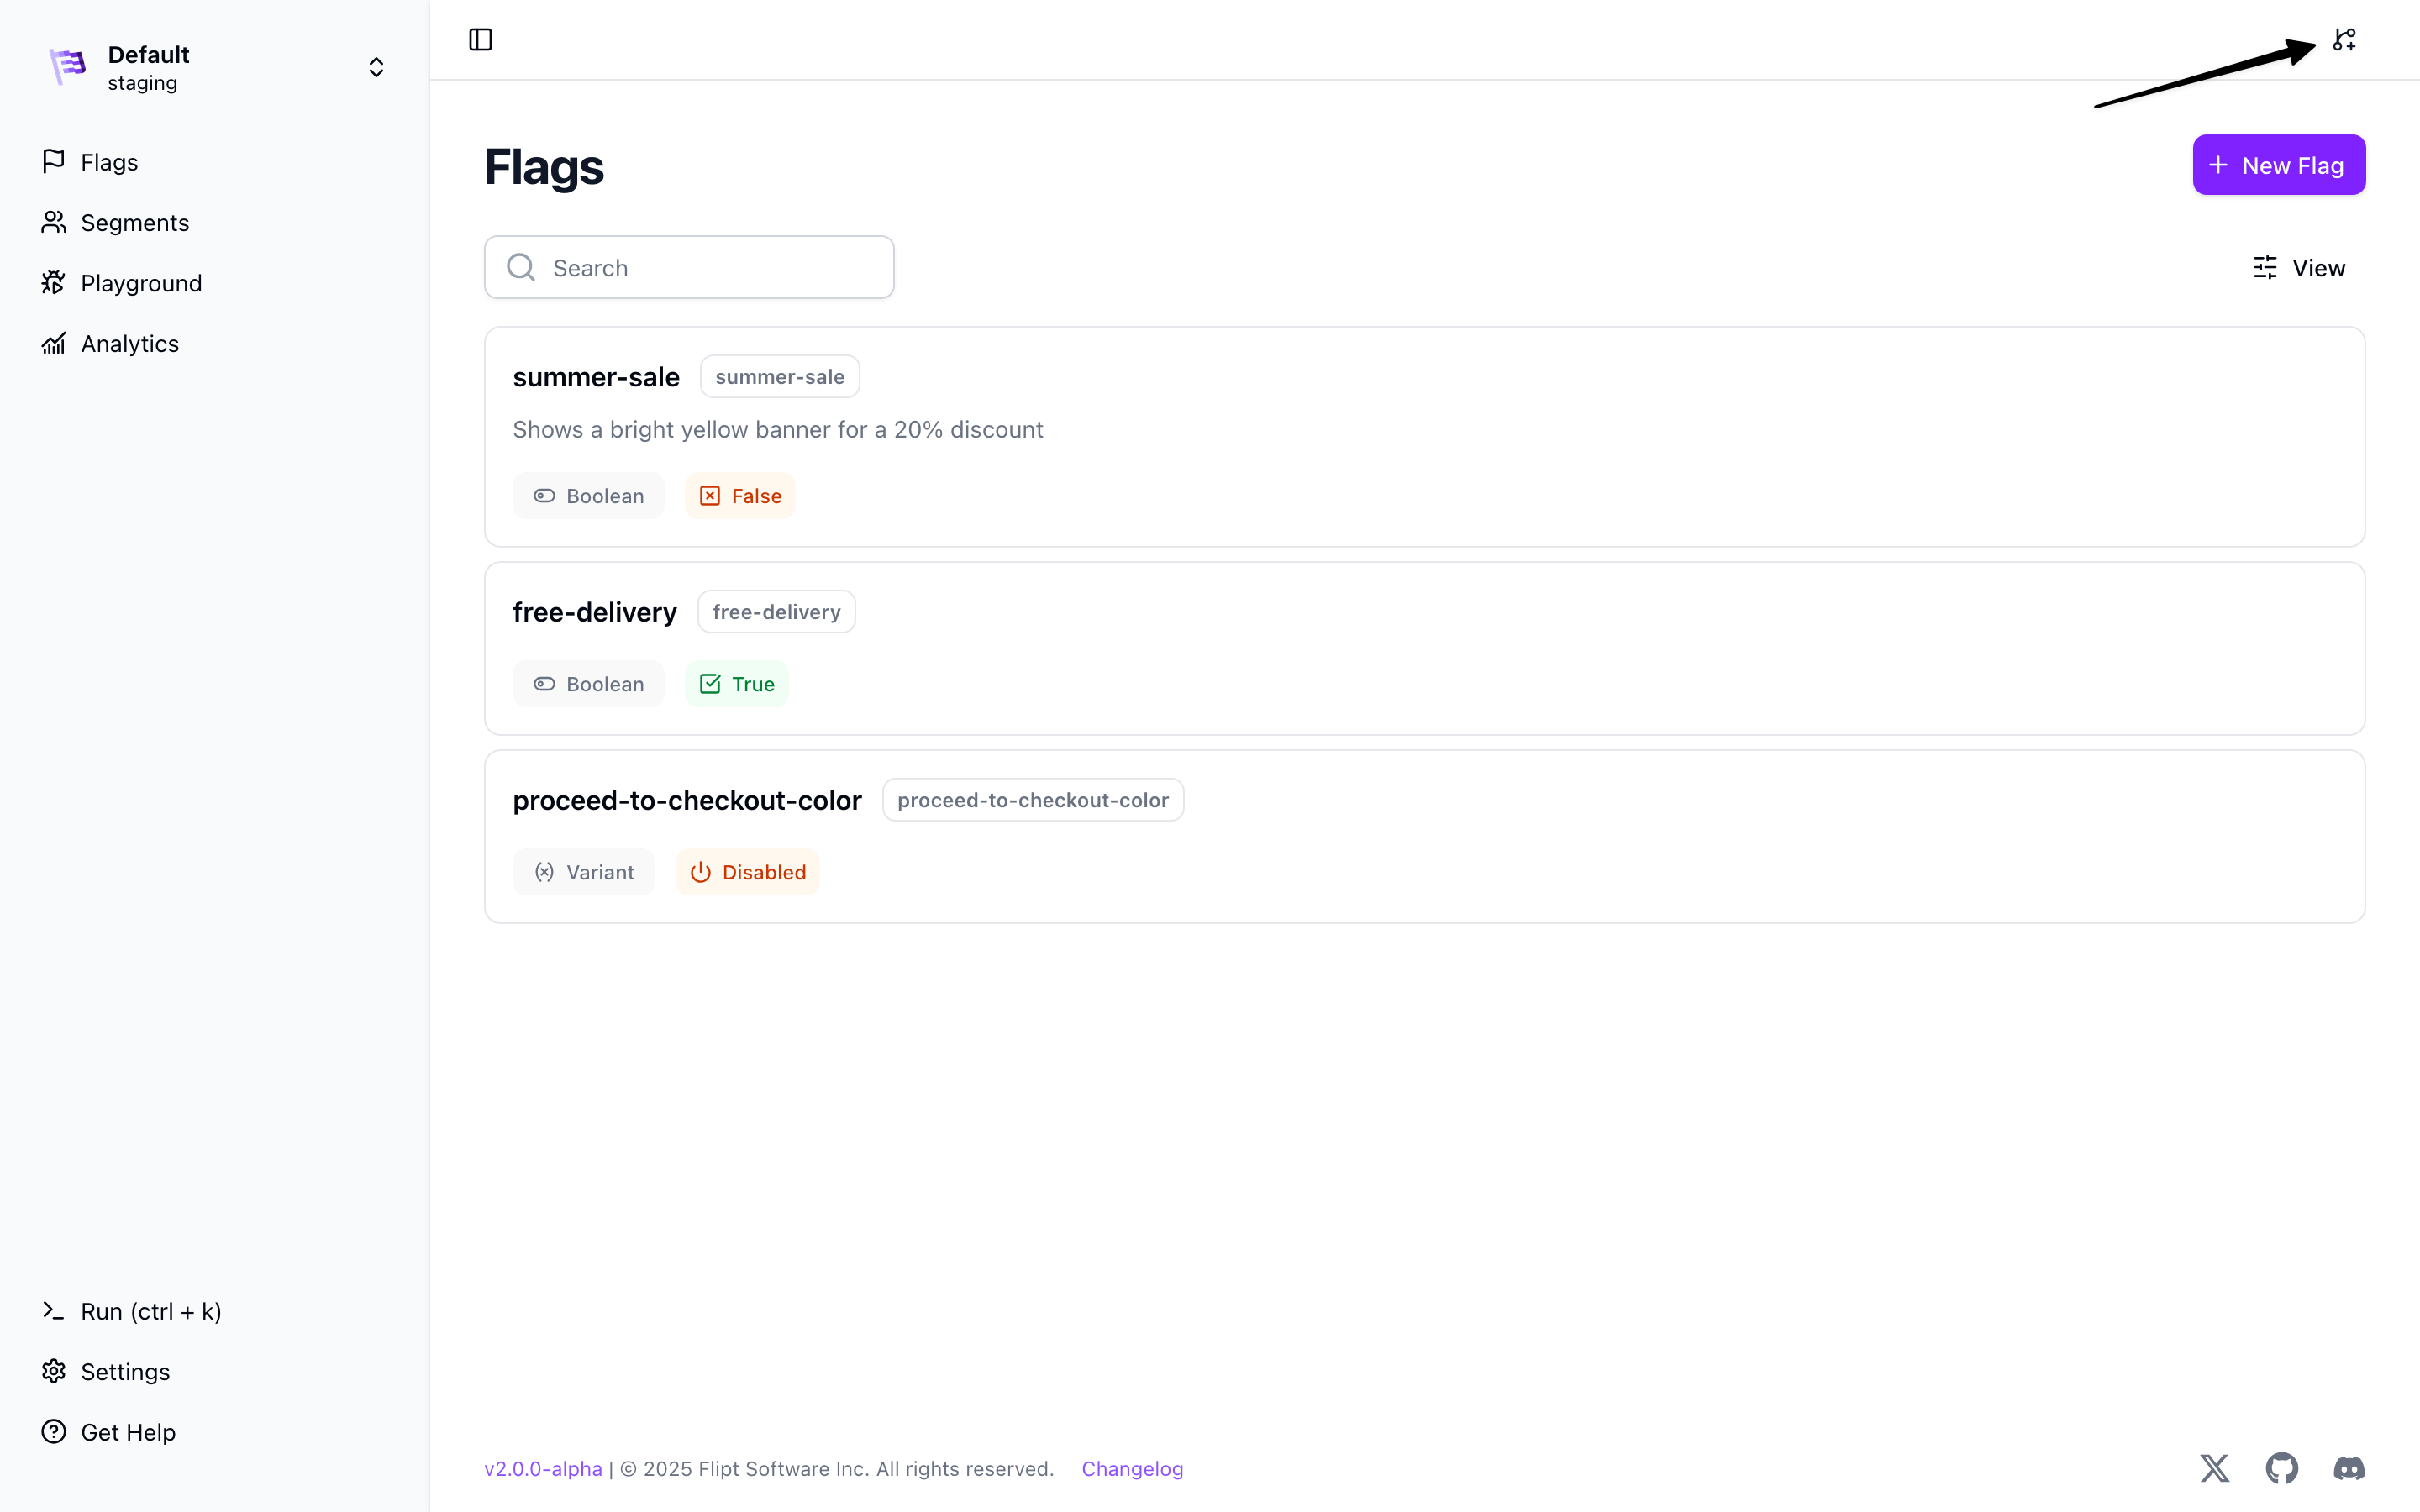 Default
staging
Flags
Segments
Playground
Analytics
Run (ctrl + k)
Settings
Get Help
Flags
New Flag
Search
View
summer-sale summer-sale
Shows a bright yellow banner for a 20% discount
Boolean False
free-delivery free-delivery
Boolean True
proceed-to-checkout-color proceed-to-checkout-color
Variant Disabled
v2.0.0-alpha | © 2025 Flipt Software Inc. All rights reserved. Changelog